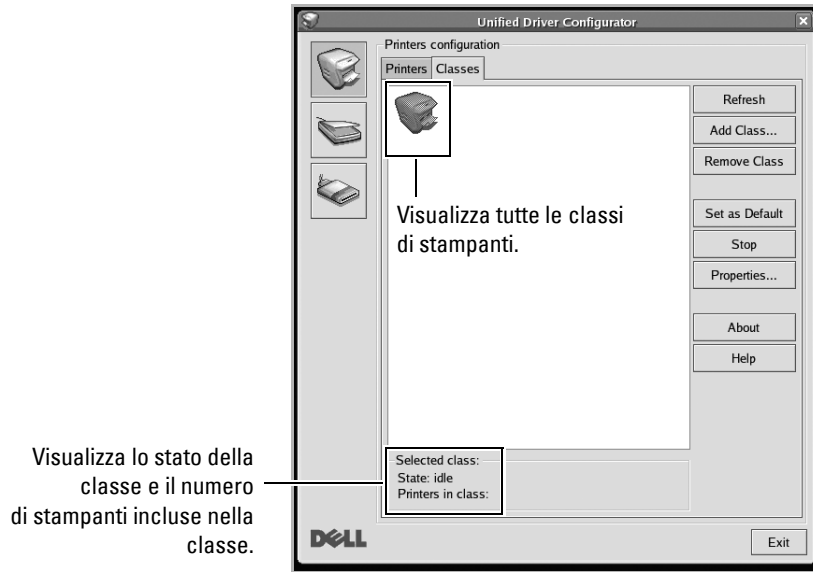 Unified Driver Configurator
Printers configuration
Printers Classes
Refresh
Add Class...
Remove Class
Visualizza tutte le classi
di stampanti.
Set as Default
Stop
Properties...
About
Help
Visualizza lo stato della
classe e il numero
di stampanti incluse nella
classe.
Selected class:
State: idle
Printers in class:
DELL
Exit